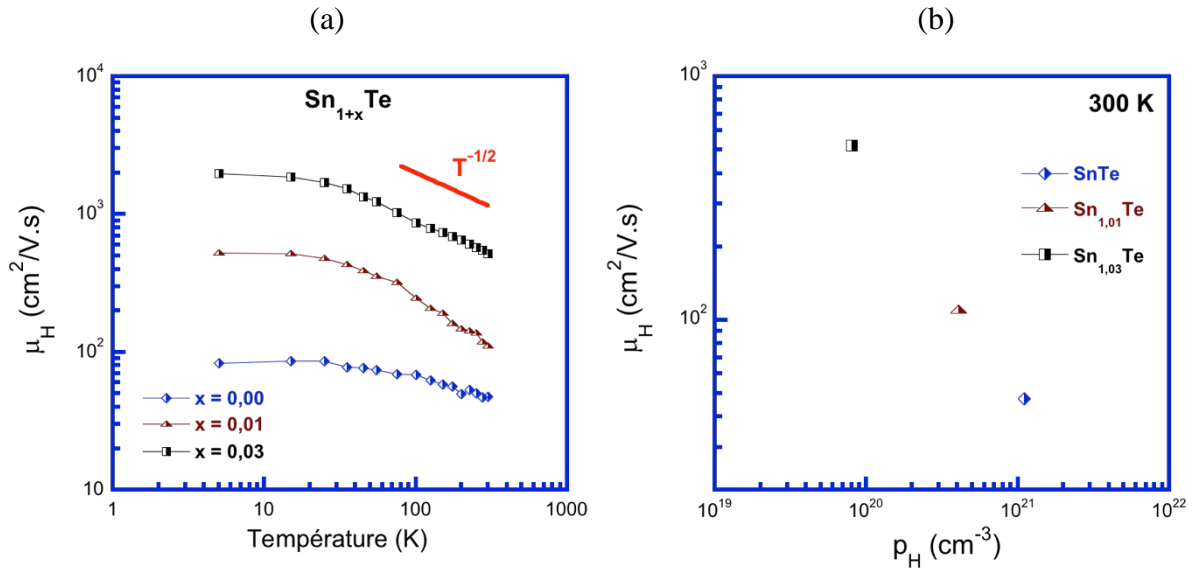 (a)
(b)
Sn1+xTe
T-1/2
x = 0,00
x = 0,01
x = 0,03
10
10²
10³
10⁴
μH (cm²/V.s)
1
10
100
1000
Température (K)
300 K
SnTe
Sn1,01Te
Sn1,03Te
10²
10³
μH (cm²/V.s)
10¹⁹
10²⁰
10²¹
10²²
pH (cm⁻³)